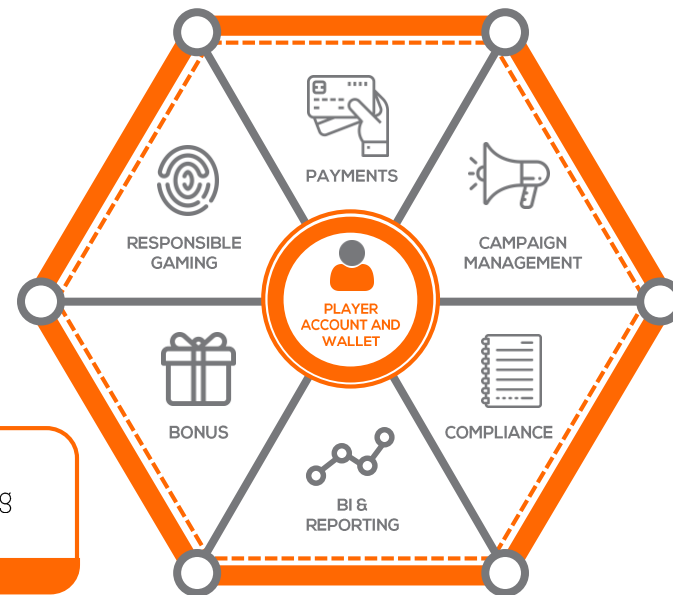 PAYMENTS
RESPONSIBLE
GAMING
CAMPAIGN
MANAGEMENT
PLAYER
ACCOUNT AND
WALLET
BONUS
COMPLIANCE
BI &
REPORTING